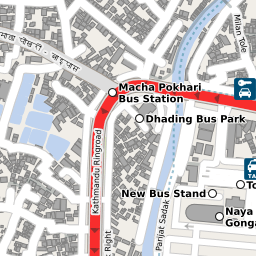 Milan Tole
Macha Pokhari
Bus Station
Dhading Bus Park
Kathmandu Ringroad
Parijat Sadak
New Bus Stand
Naya
Gonga
k Right
To
TA